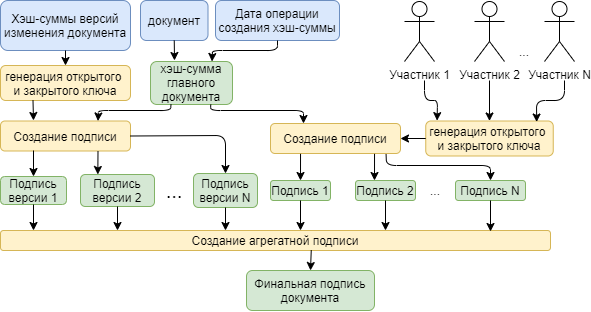 Хэш-суммы версий
изменения документа
документ
Дата операции
создания хэш-суммы
Участник 1
Участник 2
...
Участник N
генерация открытого
и закрытого ключа
хэш-сумма
главного
документа
Создание подписи
Создание подписи
генерация открытого
и закрытого ключа
Подпись
версии 1
Подпись
версии 2
...
Подпись
версии N
Подпись 1
Подпись 2
...
Подпись N
Создание агрегатной подписи
Финальная подпись
документа